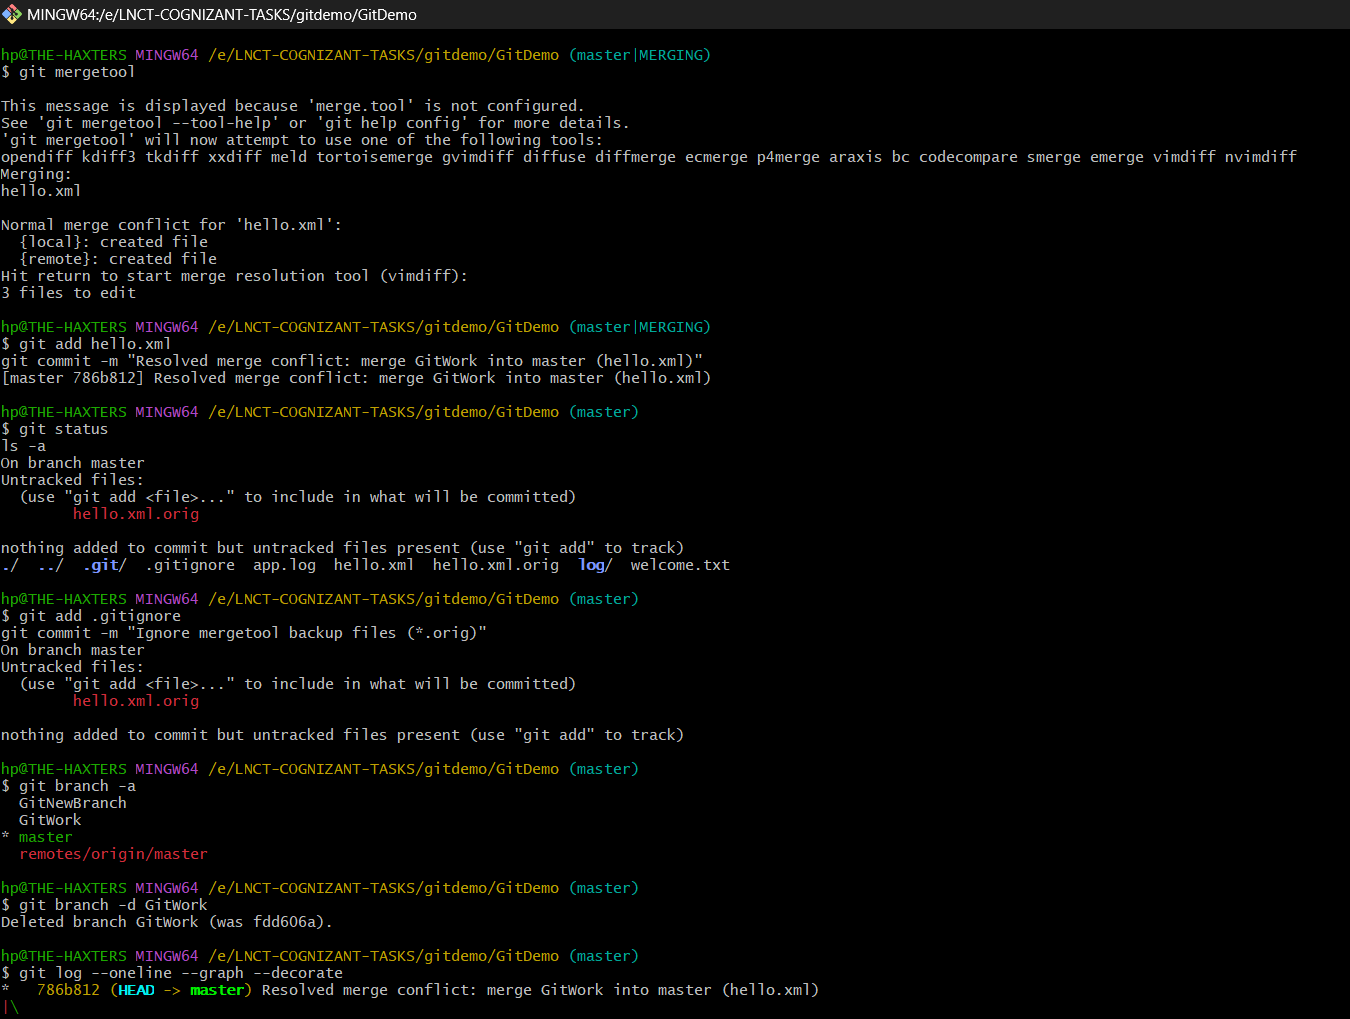 MINGW64:/e/LNCT-COGNIZANT-TASKS/gitdemo/GitDemo
hp@THE-HAXTERS MINGW64 /e/LNCT-COGNIZANT-TASKS/gitdemo/GitDemo (master|MERGING)
$ git mergetool
This message is displayed because 'merge.tool' is not configured.
See 'git mergetool --tool-help' or 'git help config' for more details.
'git mergetool' will now attempt to use one of the following tools:
opendiff kdiff3 tkdiff xxdiff meld tortoisemerge gvimdiff diffuse diffmerge ecmerge p4merge araxis bc codecompare smerge emerge vimdiff nvimdiff
Merging:
hello.xml
Normal merge conflict for 'hello.xml':
  {local}: created file
  {remote}: created file
Hit return to start merge resolution tool (vimdiff):
3 files to edit
hp@THE-HAXTERS MINGW64 /e/LNCT-COGNIZANT-TASKS/gitdemo/GitDemo (master|MERGING)
$ git add hello.xml
git commit -m "Resolved merge conflict: merge GitWork into master (hello.xml)"
[master 786b812] Resolved merge conflict: merge GitWork into master (hello.xml)
hp@THE-HAXTERS MINGW64 /e/LNCT-COGNIZANT-TASKS/gitdemo/GitDemo (master)
$ git status
ls -a
On branch master
Untracked files:
  (use "git add <file>..." to include in what will be committed)
        hello.xml.orig
nothing added to commit but untracked files present (use "git add" to track)
./  ../  .git/  .gitignore  app.log  hello.xml  hello.xml.orig  log/  welcome.txt
hp@THE-HAXTERS MINGW64 /e/LNCT-COGNIZANT-TASKS/gitdemo/GitDemo (master)
$ git add .gitignore
git commit -m "Ignore mergetool backup files (*.orig)"
On branch master
Untracked files:
  (use "git add <file>..." to include in what will be committed)
        hello.xml.orig
nothing added to commit but untracked files present (use "git add" to track)
hp@THE-HAXTERS MINGW64 /e/LNCT-COGNIZANT-TASKS/gitdemo/GitDemo (master)
$ git branch -a
  GitNewBranch
  GitWork
* master
  remotes/origin/master
hp@THE-HAXTERS MINGW64 /e/LNCT-COGNIZANT-TASKS/gitdemo/GitDemo (master)
$ git branch -d GitWork
Deleted branch GitWork (was fdd606a).
hp@THE-HAXTERS MINGW64 /e/LNCT-COGNIZANT-TASKS/gitdemo/GitDemo (master)
$ git log --oneline --graph --decorate
*   786b812 (HEAD -> master) Resolved merge conflict: merge GitWork into master (hello.xml)
|\